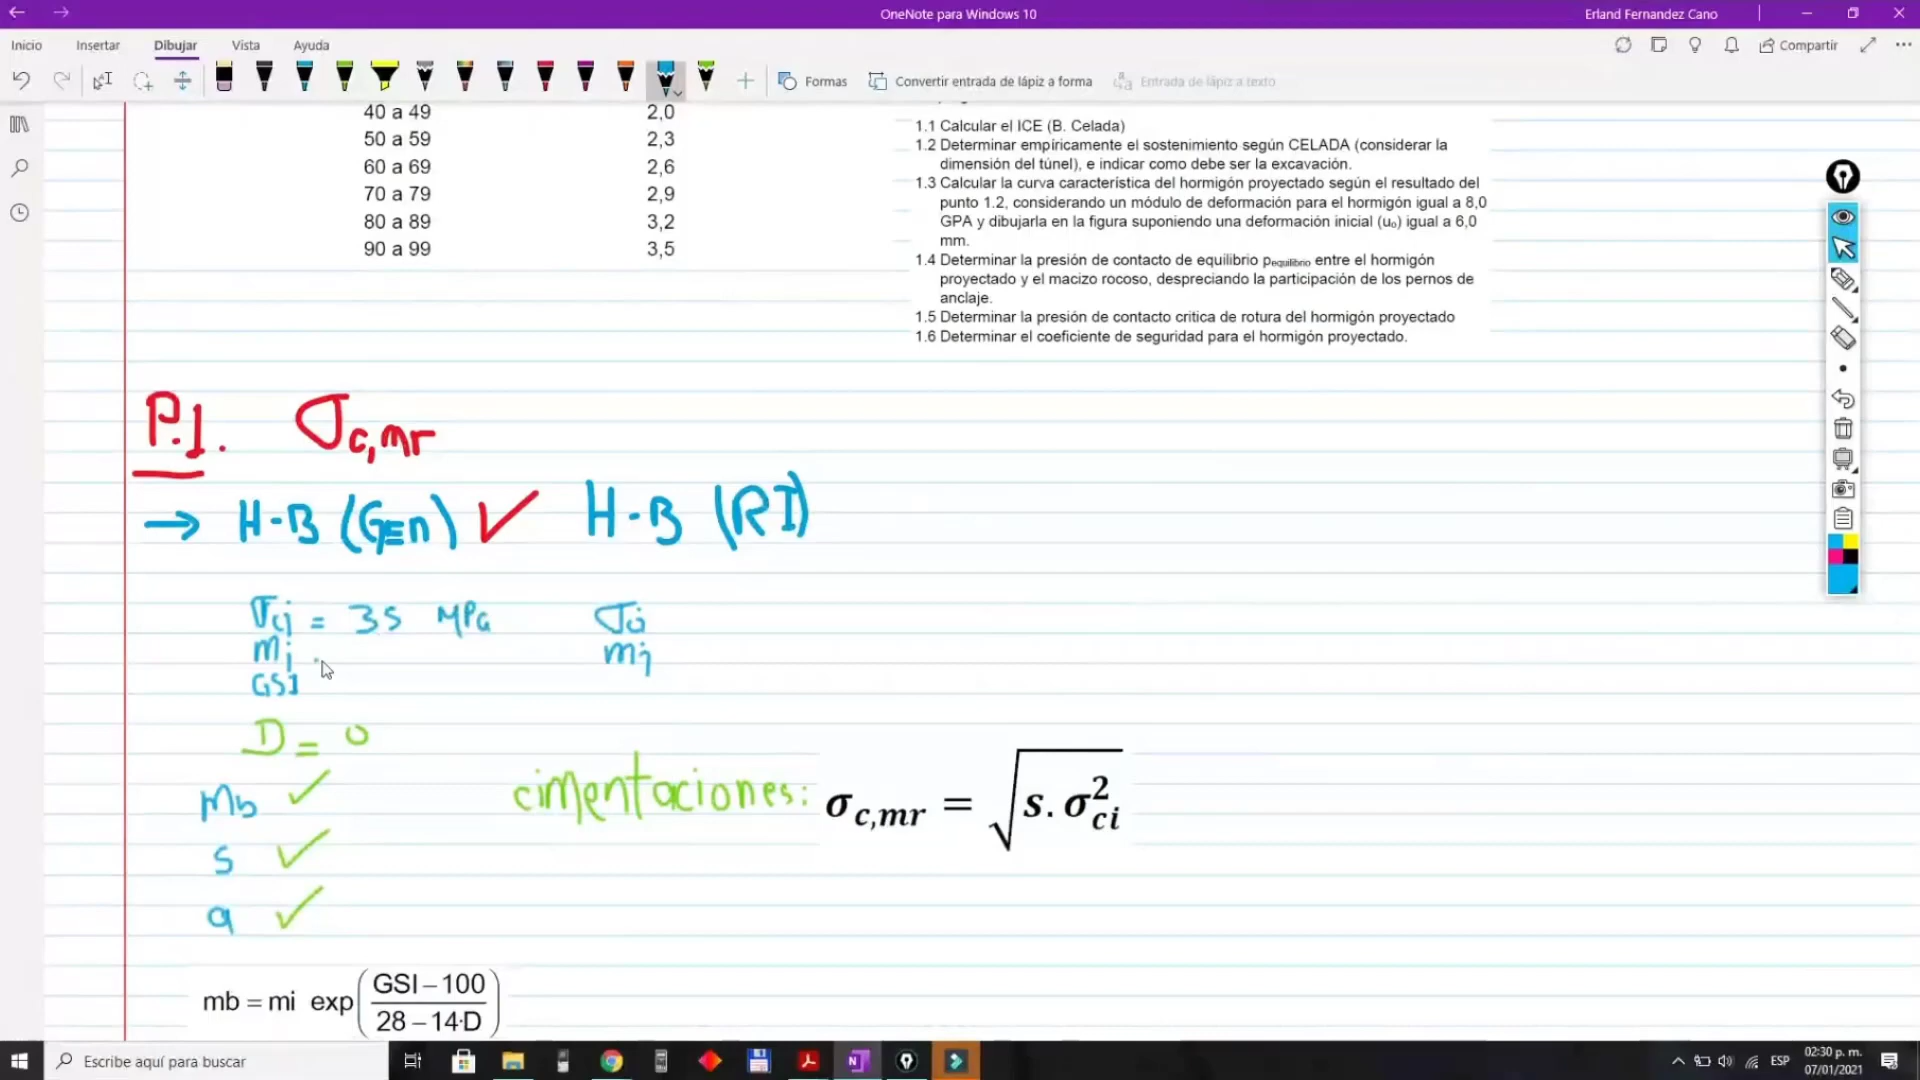 OneNote para Windows 10
Erland Fernandez Cano
Inicio
Insertar
Dibujar
Vista
Ayuda
Compartir
Formas
Convertir entrada de lápiz a forma
Entrada de lápiz a texto
40 a 49 2,0
50 a 59 2,3
60 a 69 2,6
70 a 79 2,9
80 a 89 3,2
90 a 99 3,5
1.1 Calcular el ICE (B. Celada)
1.2 Determinar empíricamente el sostenimiento según CELADA (considerar la
dimensión del túnel), e indicar como debe ser la excavación.
1.3 Calcular la curva característica del hormigón proyectado según el resultado del
punto 1.2, considerando un módulo de deformación para el hormigón igual a 8,0
GPA y dibujarla en la figura suponiendo una deformación inicial (u₀) igual a 6,0
mm.
1.4 Determinar la presión de contacto de equilibrio pequilibrio entre el hormigón
proyectado y el macizo rocoso, despreciando la participación de los pernos de
anclaje.
1.5 Determinar la presión de contacto critica de rotura del hormigón proyectado
1.6 Determinar el coeficiente de seguridad para el hormigón proyectado.
P.I. σc,mr
→ H-B (GEn) ✓ H-B (RI)
σci = 35 MPa σci
mi mi
GSI
D = 0
mb ✓
cimentaciones: σc,mr = √(s.σ²ci)
s ✓
a ✓
mb = mi exp((GSI – 100)/(28 – 14·D))
Escribe aquí para buscar
ESP
02:30 p. m.
07/01/2021